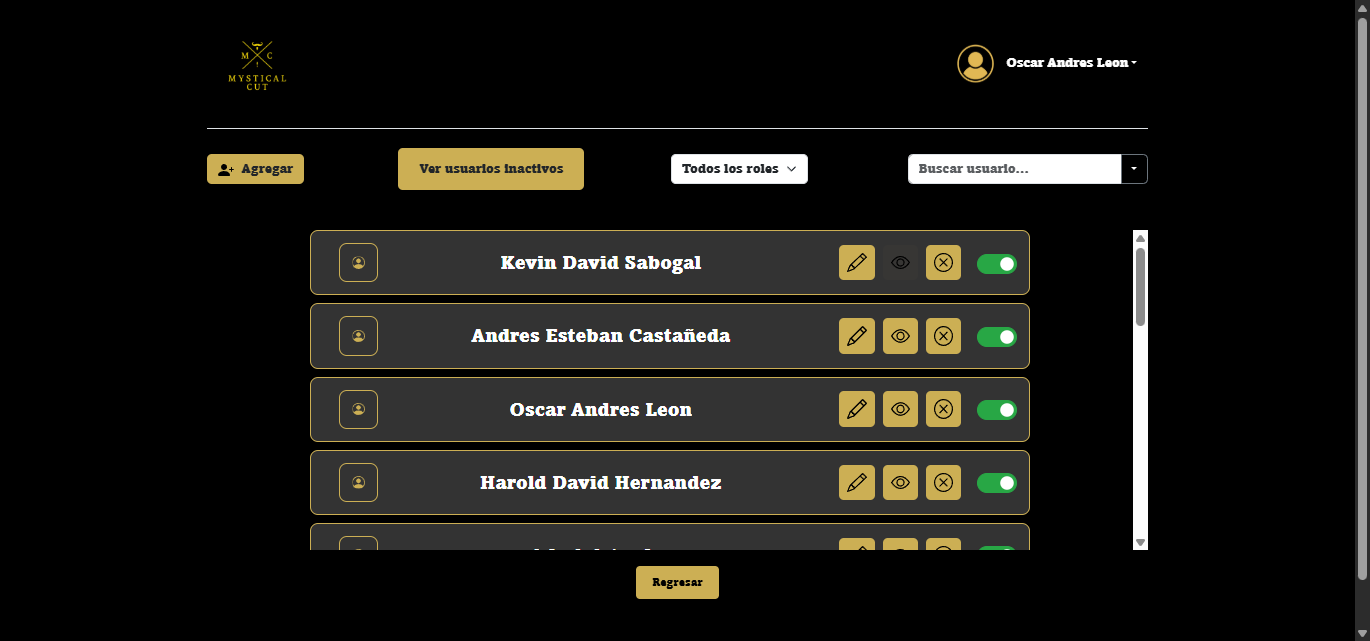 M C
MYSTICAL
CUT
Oscar Andres Leon
Agregar
Ver usuarios inactivos
Todos los roles
Buscar usuario...
Kevin David Sabogal
Andres Esteban Castañeda
Oscar Andres Leon
Harold David Hernandez
Regresar